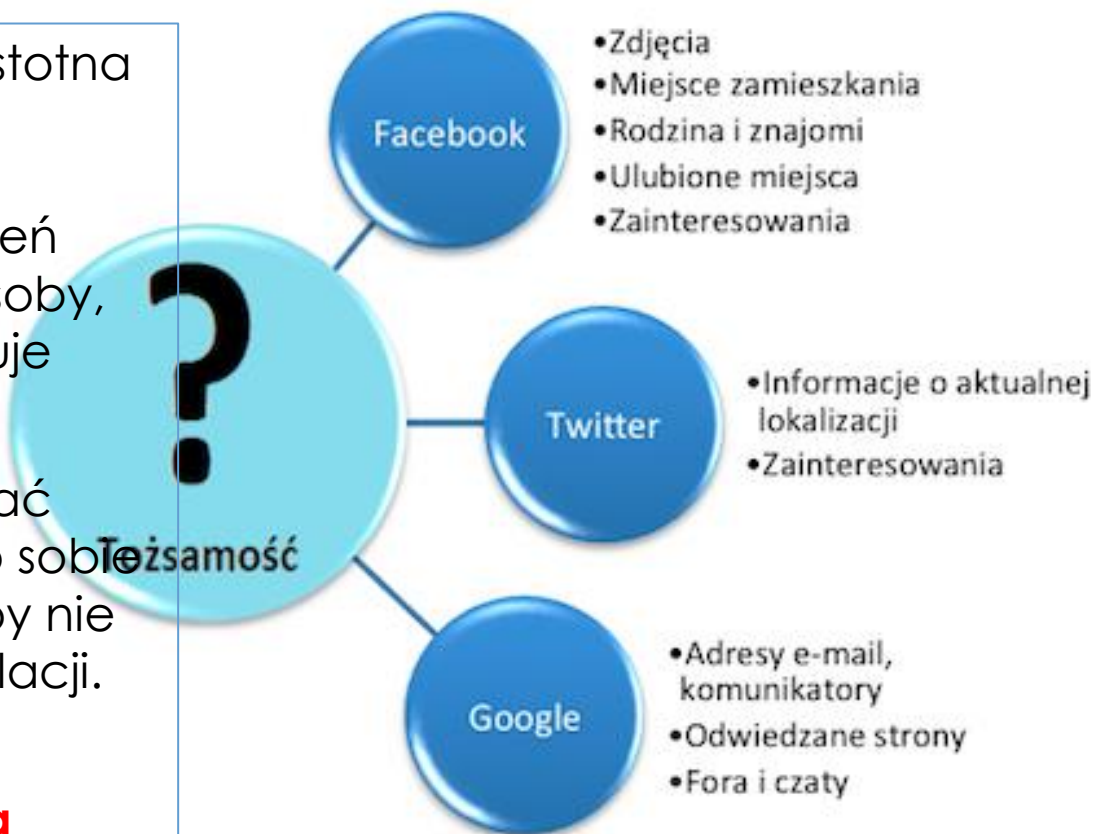 stotna
eń
soby,
uje
ać
o sobie
by nie
lacji.
a
?
Tożsamość
Facebook
•Zdjęcia
•Miejsce zamieszkania
•Rodzina i znajomi
•Ulubione miejsca
•Zainteresowania
Twitter
•Informacje o aktualnej
lokalizacji
•Zainteresowania
Google
•Adresy e-mail,
komunikatory
•Odwiedzane strony
•Fora i czaty